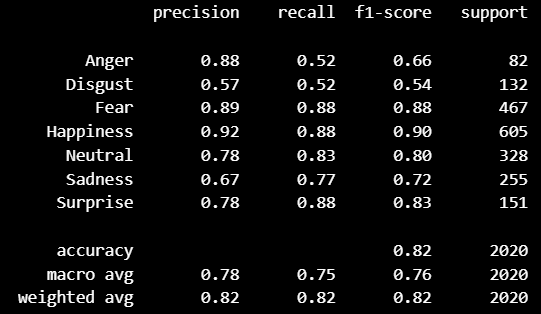 precision recall f1-score support
Anger 0.88 0.52 0.66 82
Disgust 0.57 0.52 0.54 132
Fear 0.89 0.88 0.88 467
Happiness 0.92 0.88 0.90 605
Neutral 0.78 0.83 0.80 328
Sadness 0.67 0.77 0.72 255
Surprise 0.78 0.88 0.83 151
accuracy 0.82 2020
macro avg 0.78 0.75 0.76 2020
weighted avg 0.82 0.82 0.82 2020